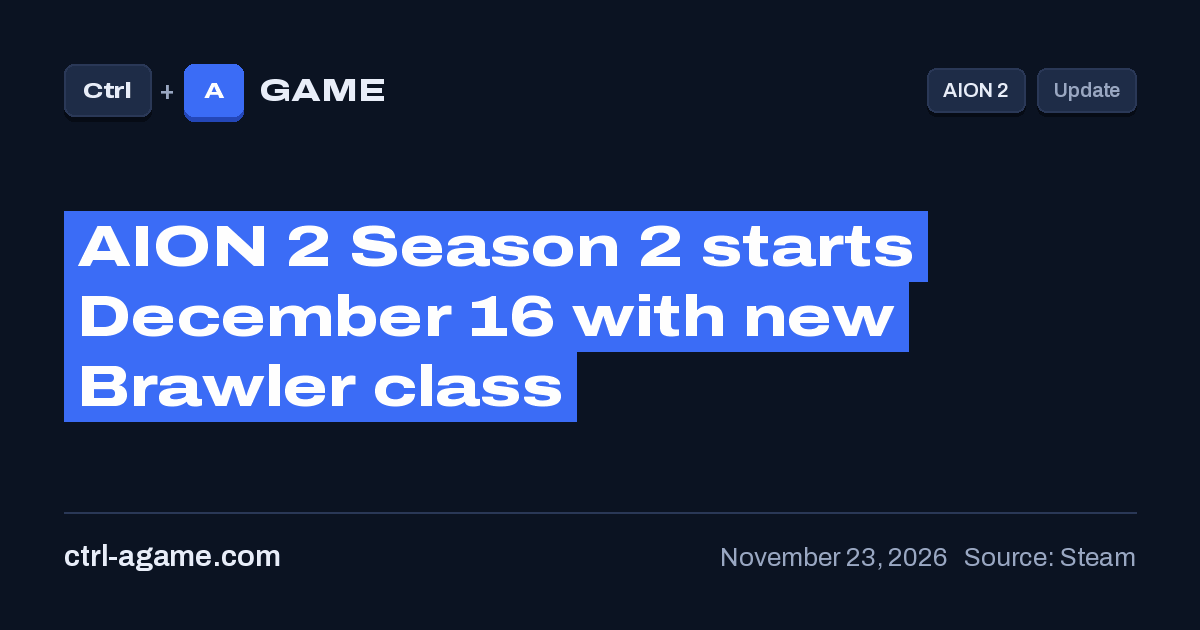 Ctrl + A GAME
AION 2 Update
AION 2 Season 2 starts
December 16 with new
Brawler class
ctrl-agame.com
November 23, 2026 Source: Steam